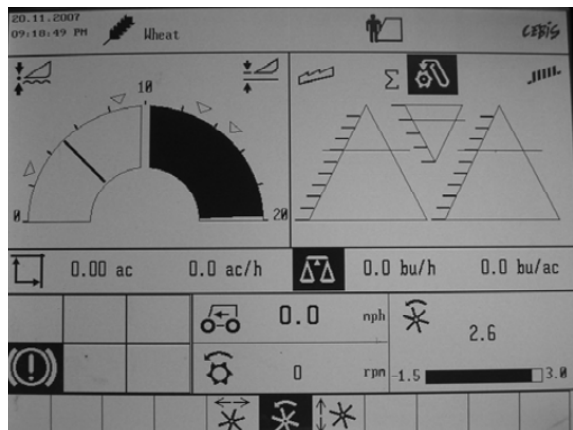 20.11.2007
09:18:49 PM
Wheat
CEBIS
10
Σ
0
20
0.00 ac
0.0 ac/h
0.0 bu/h
0.0 bu/ac
0.0 mph
2.6
0 rpm
-1.5
3.0